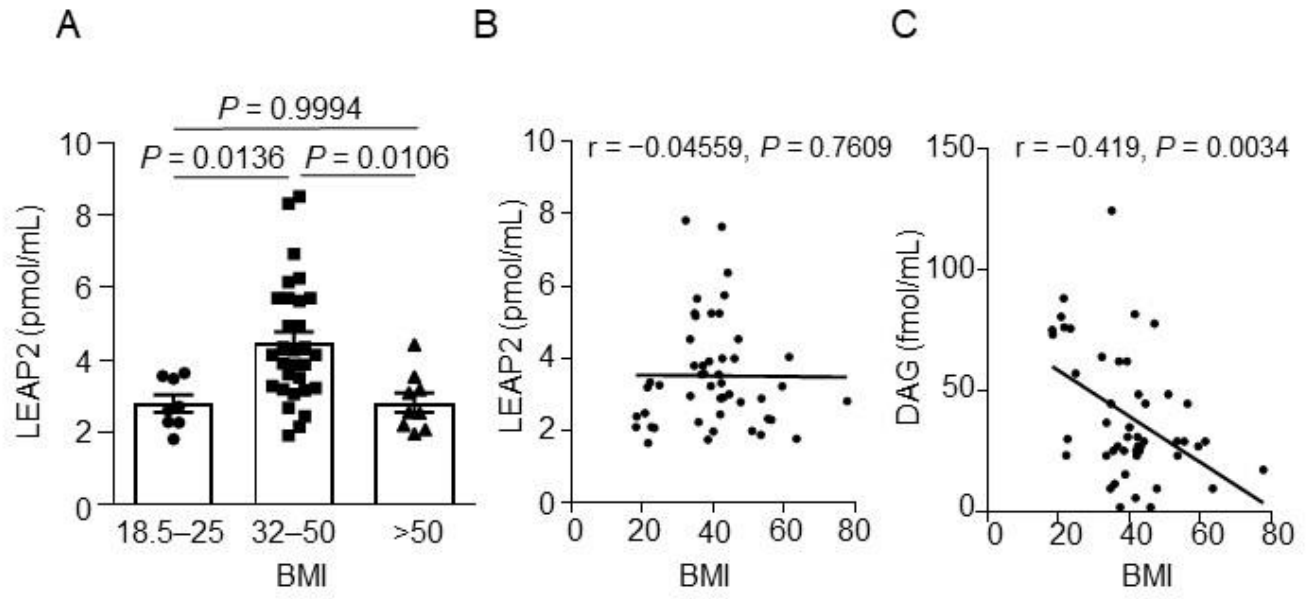 A
P = 0.9994
P = 0.0136 P = 0.0106
LEAP2 (pmol/mL)
10
8
6
4
2
0
18.5–25 32–50 >50
BMI
B
r = −0.04559, P = 0.7609
LEAP2 (pmol/mL)
10
8
6
4
2
0
0 20 40 60 80
BMI
C
r = −0.419, P = 0.0034
DAG (fmol/mL)
150
100
50
0
0 20 40 60 80
BMI